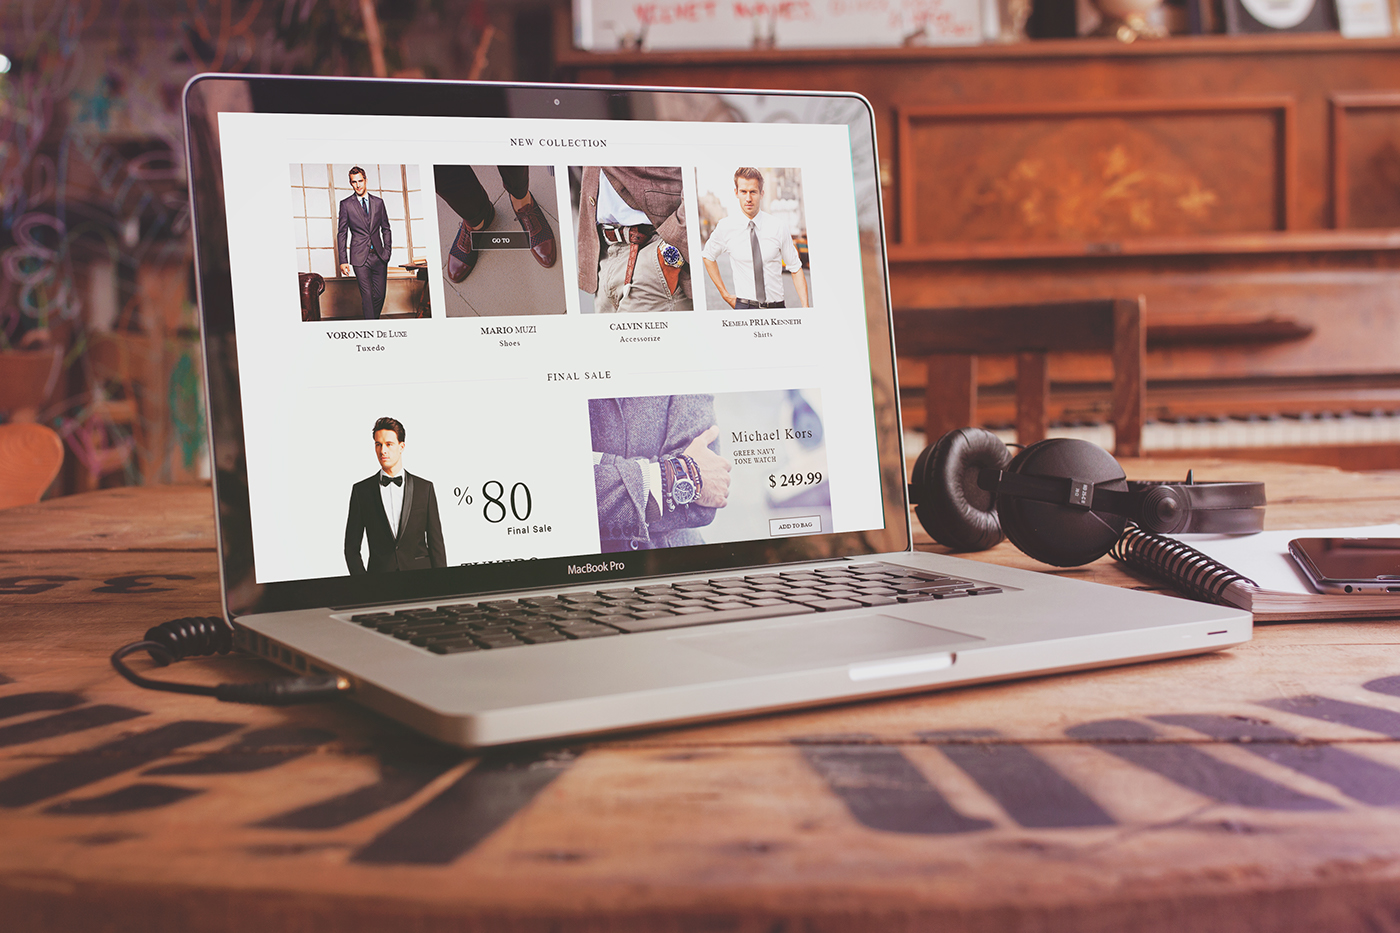 NEW COLLECTION
GO TO
VORONIN DE LUXE
Tuxedo
MARIO MUZI
Shoes
CALVIN KLEIN
Accessorize
KEMEJA PRIA KENNETH
Shirts
FINAL SALE
% 80
Final Sale
Michael Kors
GREER NAVY
TONE WATCH
$ 249.99
ADD TO BAG
MacBook Pro